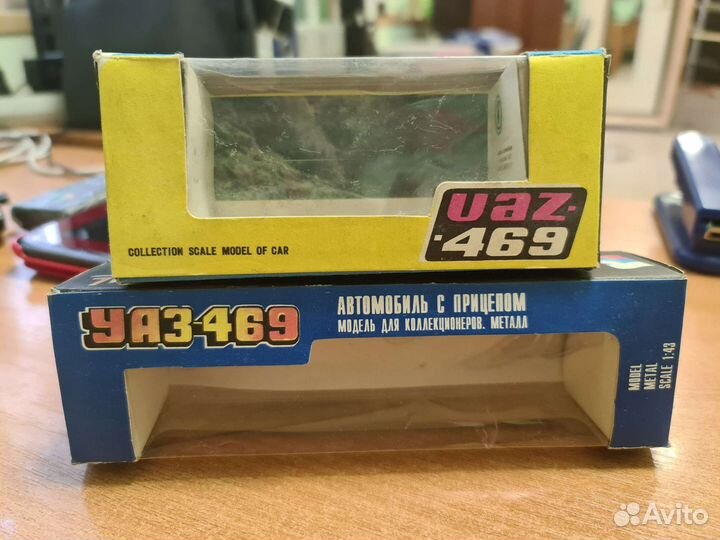 COLLECTION SCALE MODEL OF CAR
uaz-
-469
УАЗ-469
АВТОМОБИЛЬ С ПРИЦЕПОМ
МОДЕЛЬ ДЛЯ КОЛЛЕКЦИОНЕРОВ. МЕТАЛЛ
MODEL
METAL
SCALE 1:43
Avito